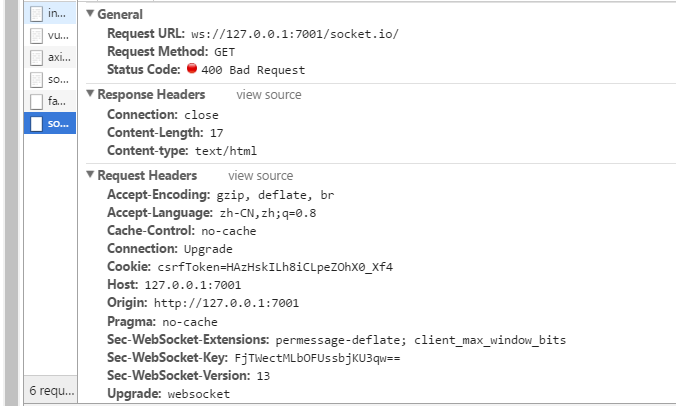 in...
vu...
axi...
so...
fa...
so...
6 requ...
General
Request URL: ws://127.0.0.1:7001/socket.io/
Request Method: GET
Status Code: 400 Bad Request
Response Headers view source
Connection: close
Content-Length: 17
Content-type: text/html
Request Headers view source
Accept-Encoding: gzip, deflate, br
Accept-Language: zh-CN,zh;q=0.8
Cache-Control: no-cache
Connection: Upgrade
Cookie: csrfToken=HAzHskILh8iCLpeZOhX0_Xf4
Host: 127.0.0.1:7001
Origin: http://127.0.0.1:7001
Pragma: no-cache
Sec-WebSocket-Extensions: permessage-deflate; client_max_window_bits
Sec-WebSocket-Key: FjTWectMLbOFUssbjKU3qw==
Sec-WebSocket-Version: 13
Upgrade: websocket